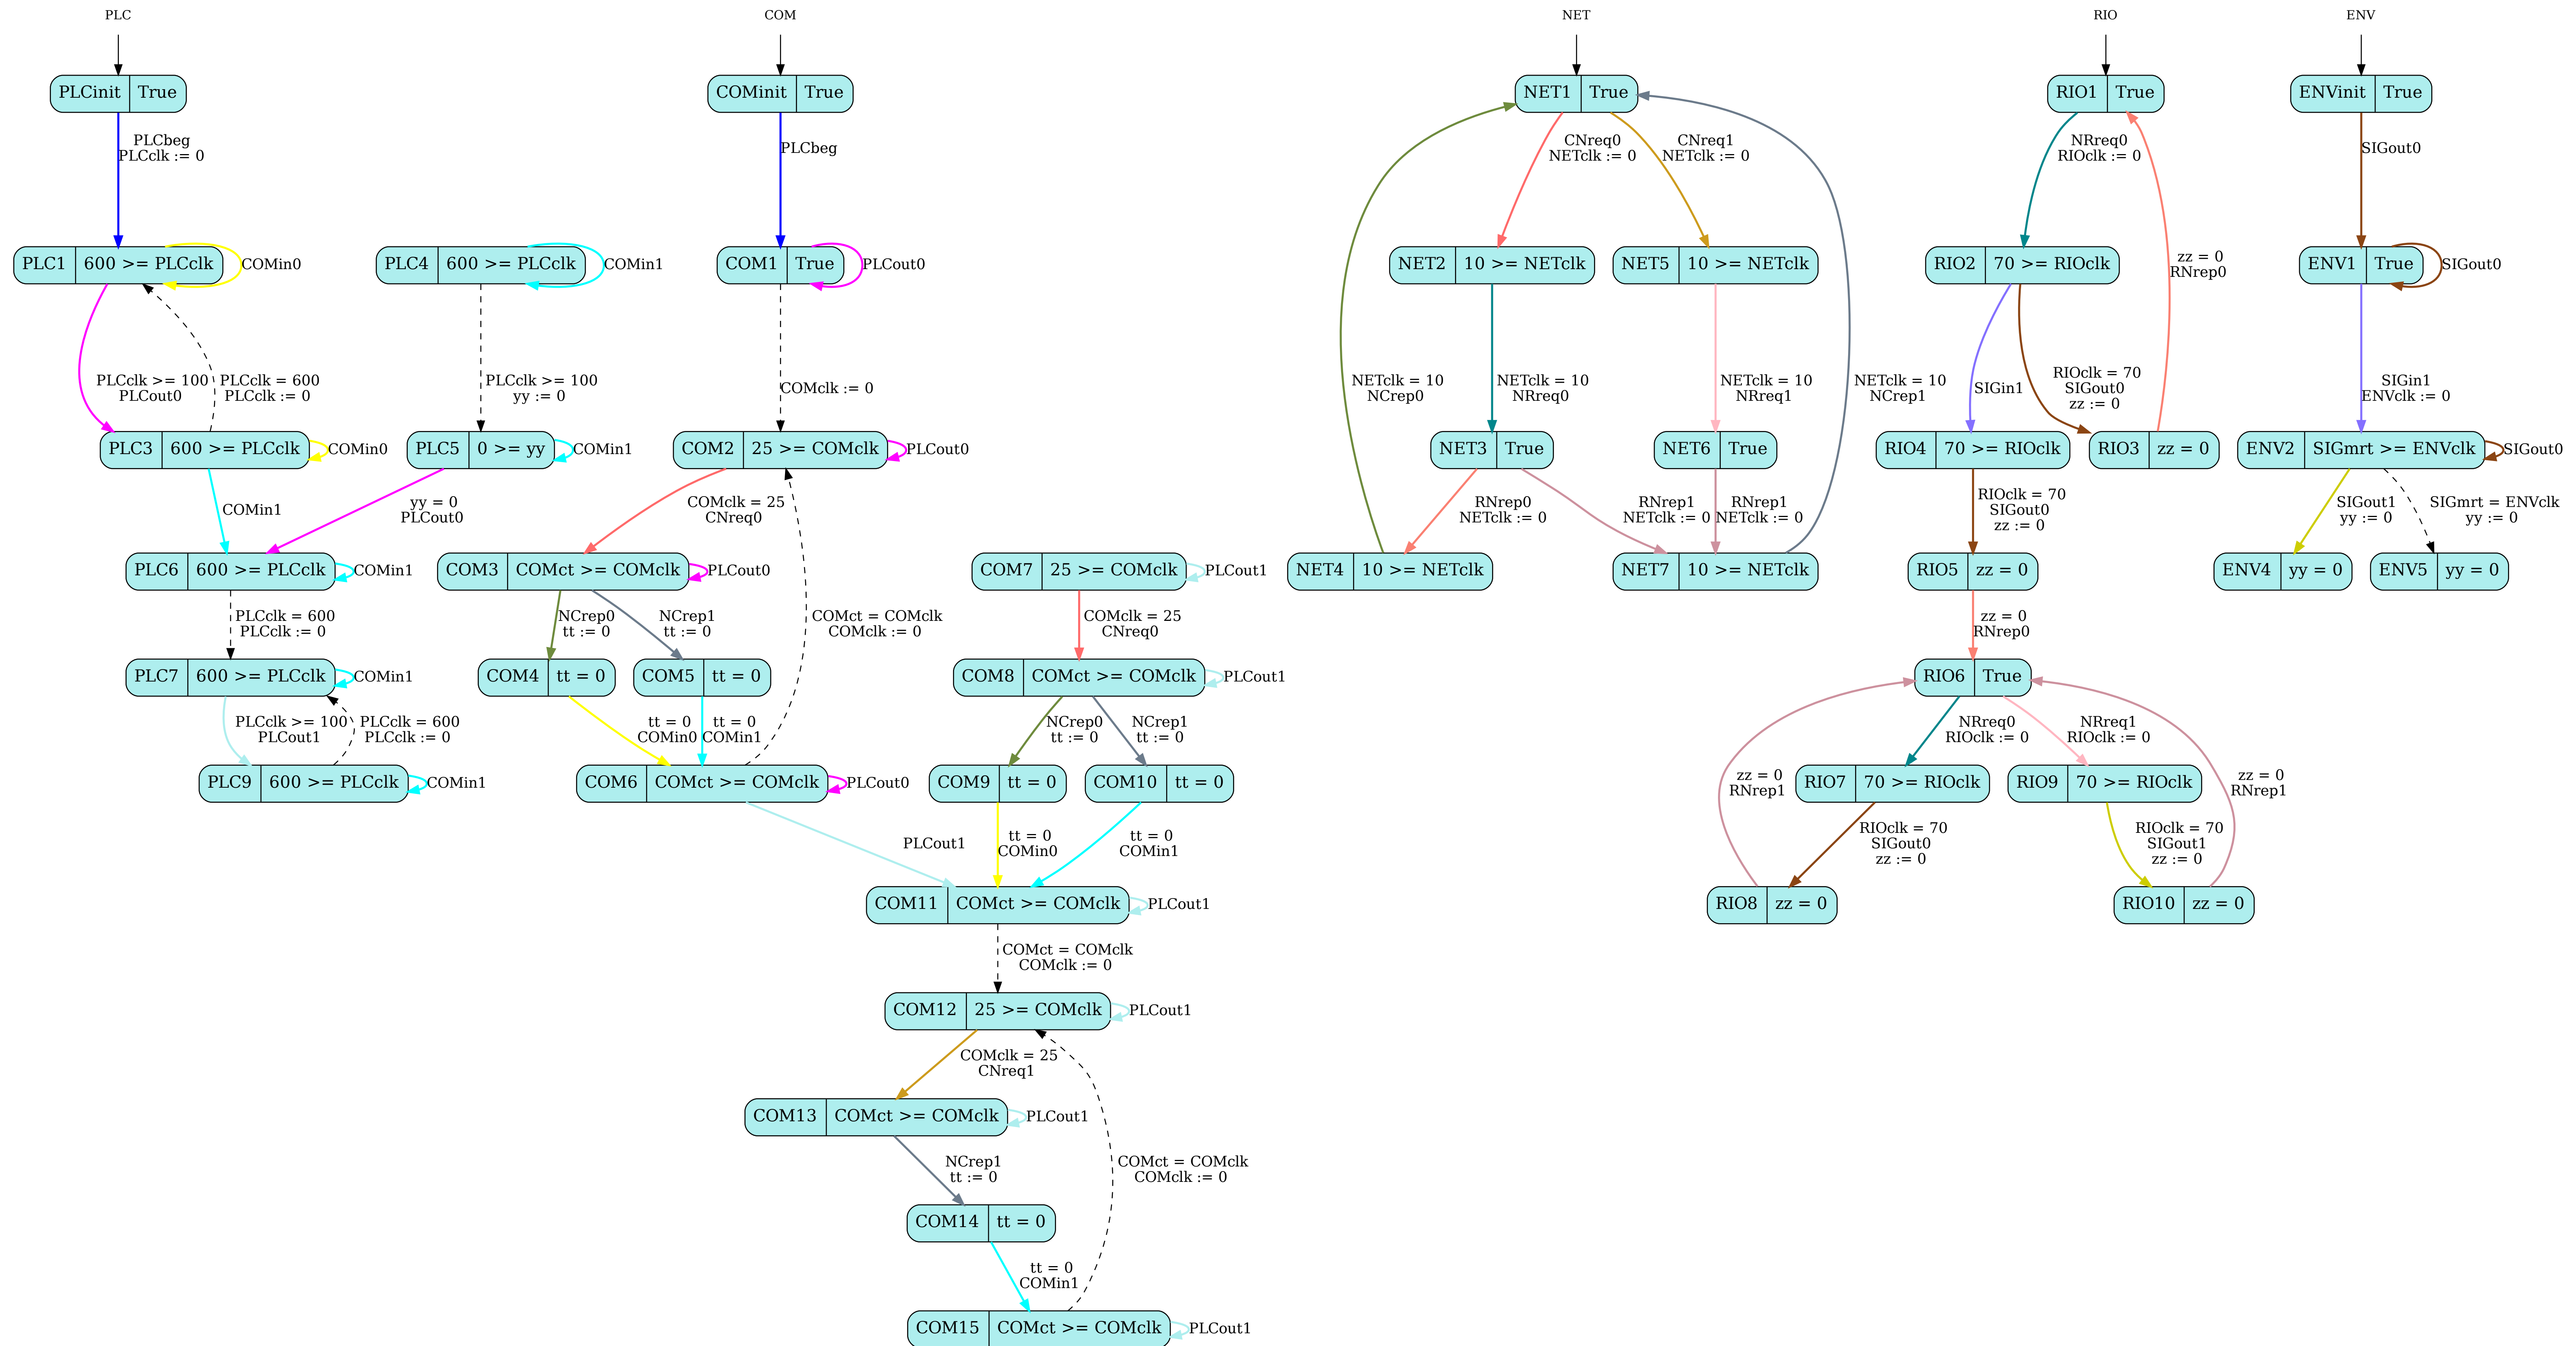 PLC
COM
NET
RIO
ENV
PLCinit True
COMinit True
NET1 True
RIO1 True
ENVinit True
PLCbeg
PLCclk := 0
PLCbeg
CNreq0
NETclk := 0
CNreq1
NETclk := 0
NRreq0
RIOclk := 0
SIGout0
PLC1 600 >= PLCclk
COMin0
PLC4 600 >= PLCclk
COMin1
COM1 True
PLCout0
NET2 10 >= NETclk
NET5 10 >= NETclk
RIO2 70 >= RIOclk
zz = 0
RNrep0
ENV1 True
SIGout0
PLCclk >= 100
PLCout0
PLCclk = 600
PLCclk := 0
PLCclk >= 100
yy := 0
COMclk := 0
NETclk = 10
NCrep0
NETclk = 10
NRreq0
NETclk = 10
NRreq1
NETclk = 10
NCrep1
SIGin1
RIOclk = 70
SIGout0
zz := 0
SIGin1
ENVclk := 0
PLC3 600 >= PLCclk
COMin0
PLC5 0 >= yy
COMin1
COM2 25 >= COMclk
PLCout0
NET3 True
NET6 True
RIO4 70 >= RIOclk
RIO3 zz = 0
ENV2 SIGmrt >= ENVclk
SIGout0
COMin1
yy = 0
PLCout0
COMclk = 25
CNreq0
RNrep0
NETclk := 0
RNrep1
NETclk := 0
RNrep1
NETclk := 0
RIOclk = 70
SIGout0
zz := 0
SIGout1
yy := 0
SIGmrt = ENVclk
yy := 0
PLC6 600 >= PLCclk
COMin1
COM3 COMct >= COMclk
PLCout0
COM7 25 >= COMclk
PLCout1
NET4 10 >= NETclk
NET7 10 >= NETclk
RIO5 zz = 0
ENV4 yy = 0
ENV5 yy = 0
PLCclk = 600
PLCclk := 0
NCrep0
tt := 0
NCrep1
tt := 0
COMct = COMclk
COMclk := 0
COMclk = 25
CNreq0
zz = 0
RNrep0
PLC7 600 >= PLCclk
COMin1
COM4 tt = 0
COM5 tt = 0
COM8 COMct >= COMclk
PLCout1
RIO6 True
PLCclk >= 100
PLCout1
PLCclk = 600
PLCclk := 0
tt = 0
COMin0
tt = 0
COMin1
NCrep0
tt := 0
NCrep1
tt := 0
NRreq0
RIOclk := 0
NRreq1
RIOclk := 0
PLC9 600 >= PLCclk
COMin1
COM6 COMct >= COMclk
PLCout0
COM9 tt = 0
COM10 tt = 0
zz = 0
RNrep1
RIO7 70 >= RIOclk
RIO9 70 >= RIOclk
zz = 0
RNrep1
PLCout1
tt = 0
COMin0
tt = 0
COMin1
RIOclk = 70
SIGout0
zz := 0
RIOclk = 70
SIGout1
zz := 0
COM11 COMct >= COMclk
PLCout1
RIO8 zz = 0
RIO10 zz = 0
COMct = COMclk
COMclk := 0
COM12 25 >= COMclk
PLCout1
COMclk = 25
CNreq1
COM13 COMct >= COMclk
PLCout1
NCrep1
tt := 0
COMct = COMclk
COMclk := 0
COM14 tt = 0
tt = 0
COMin1
COM15 COMct >= COMclk
PLCout1